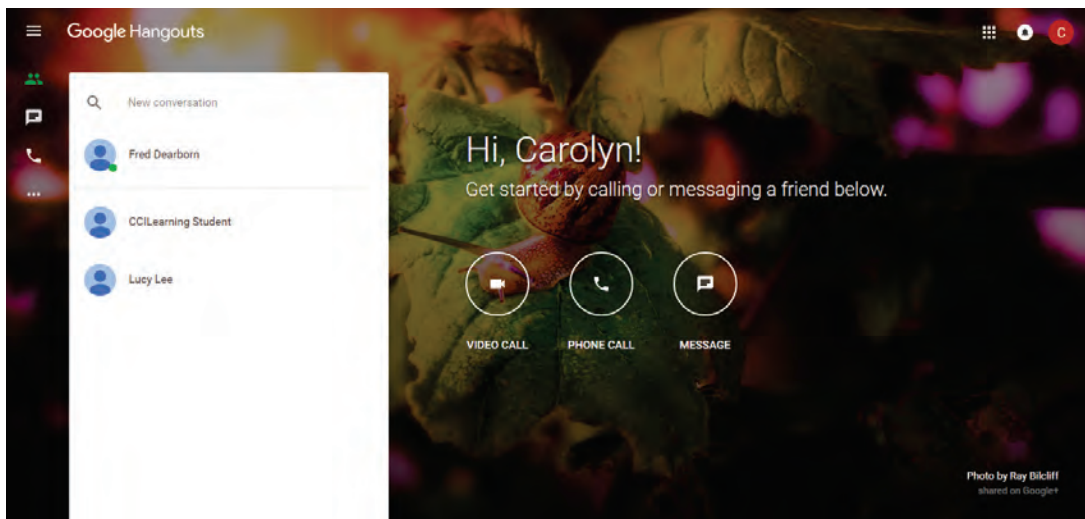 Google Hangouts
C
New conversation
Fred Dearborn
CCILearning Student
Lucy Lee
Hi, Carolyn!
Get started by calling or messaging a friend below.
VIDEO CALL PHONE CALL MESSAGE
Photo by Ray Bilcliff
shared on Google+